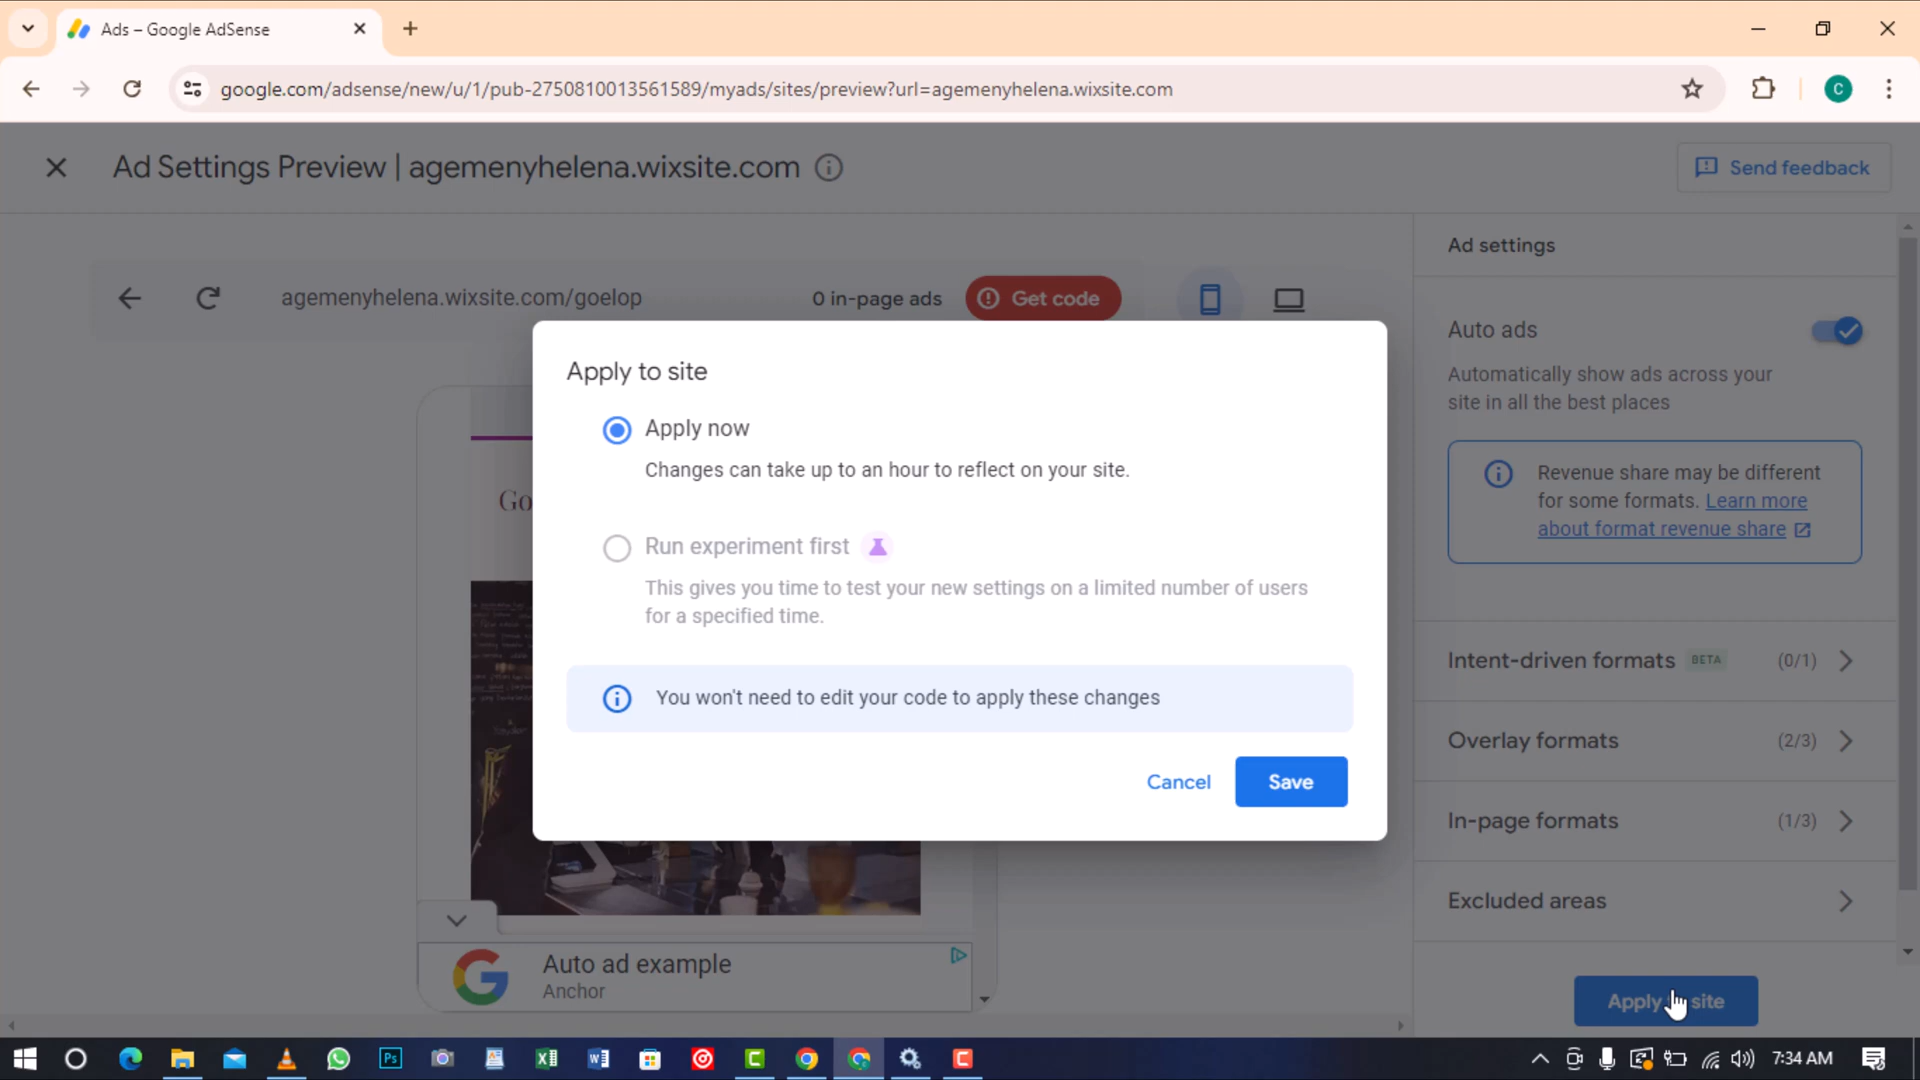 Ads – Google AdSense
google.com/adsense/new/u/1/pub-2750810013561589/myads/sites/preview?url=agemenyhelena.wixsite.com
C
Ad Settings Preview | agemenyhelena.wixsite.com
Send feedback
agemenyhelena.wixsite.com/goelop
0 in-page ads
Get code
Ad settings
Auto ads
Automatically show ads across your
site in all the best places
Revenue share may be different
for some formats. Learn more
about format revenue share
Intent-driven formats BETA (0/1)
Overlay formats (2/3)
In-page formats (1/3)
Excluded areas
Apply to site
Apply now
Changes can take up to an hour to reflect on your site.
Run experiment first
This gives you time to test your new settings on a limited number of users
for a specified time.
You won't need to edit your code to apply these changes
Cancel
Save
Go
Auto ad example
Anchor
Apply site
7:34 AM